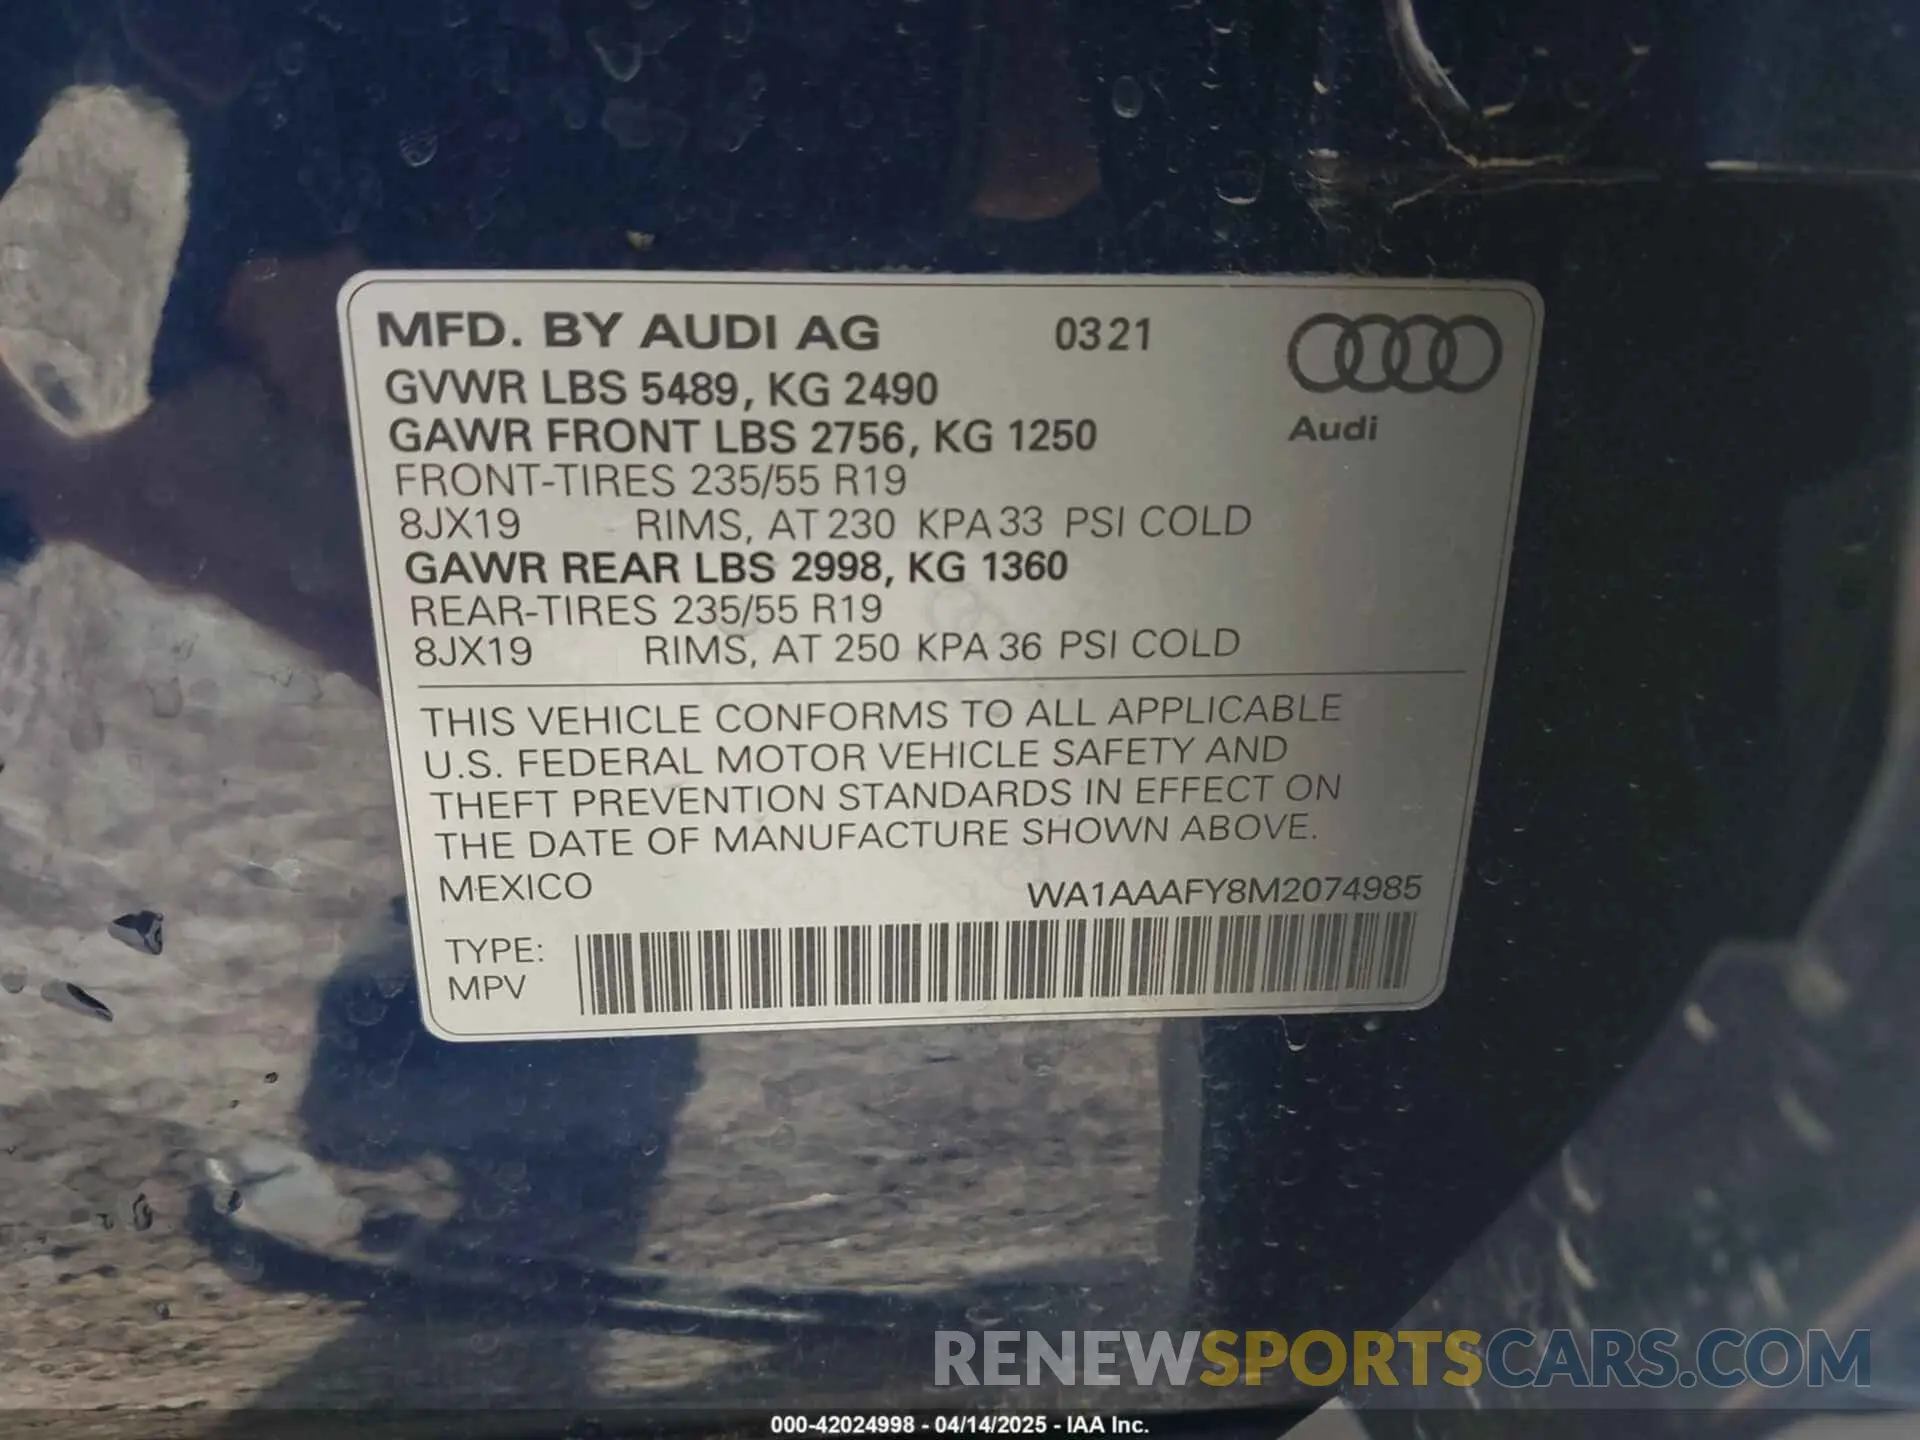 MFD. BY AUDI AG 03 21
GVWR LBS 5489, KG 2490
GAWR FRONT LBS 2756, KG 1250
Audi
FRONT-TIRES 235/55 R19
8JX19 RIMS, AT 230 KPA 33 PSI COLD
GAWR REAR LBS 2998, KG 1360
REAR-TIRES 235/55 R19
8JX19 RIMS, AT 250 KPA 36 PSI COLD
THIS VEHICLE CONFORMS TO ALL APPLICABLE
U.S. FEDERAL MOTOR VEHICLE SAFETY AND
THEFT PREVENTION STANDARDS IN EFFECT ON
THE DATE OF MANUFACTURE SHOWN ABOVE.
MEXICO WA1AAAFY8M2074985
TYPE:
MPV
RENEWSPORTSCARS.COM
000-42024998 - 04/14/2025 - IAA Inc.